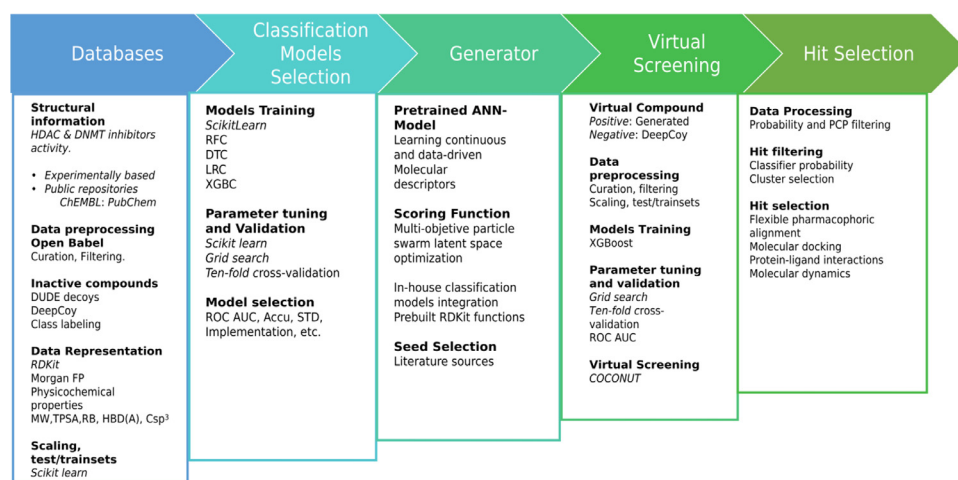 Databases
Classification
Models
Selection
Generator
Virtual
Screening
Hit Selection
Structural
information
HDAC & DNMT inhibitors
activity.
• Experimentally based
• Public repositories
ChEMBL: PubChem
Data preprocessing
Open Babel
Curation, Filtering.
Inactive compounds
DUDE decoys
DeepCoy
Class labeling
Data Representation
RDKit
Morgan FP
Physicochemical
properties
MW,TPSA,RB, HBD(A), Csp³
Scaling,
test/trainsets
Scikit learn
Models Training
ScikitLearn
RFC
DTC
LRC
XGBC
Parameter tuning
and Validation
Scikit learn
Grid search
Ten-fold cross-validation
Model selection
ROC AUC, Accu, STD,
Implementation, etc.
Pretrained ANN-
Model
Learning continuous
and data-driven
Molecular
descriptors
Scoring Function
Multi-objetive particle
swarm latent space
optimization
In-house classification
models integration
Prebuilt RDKit functions
Seed Selection
Literature sources
Virtual Compound
Positive: Generated
Negative: DeepCoy
Data
preprocessing
Curation, filtering
Scaling, test/trainsets
Models Training
XGBoost
Parameter tuning
and validation
Grid search
Ten-fold cross-
validation
ROC AUC
Virtual Screening
COCONUT
Data Processing
Probability and PCP filtering
Hit filtering
Classifier probability
Cluster selection
Hit selection
Flexible pharmacophoric
alignment
Molecular docking
Protein-ligand interactions
Molecular dynamics